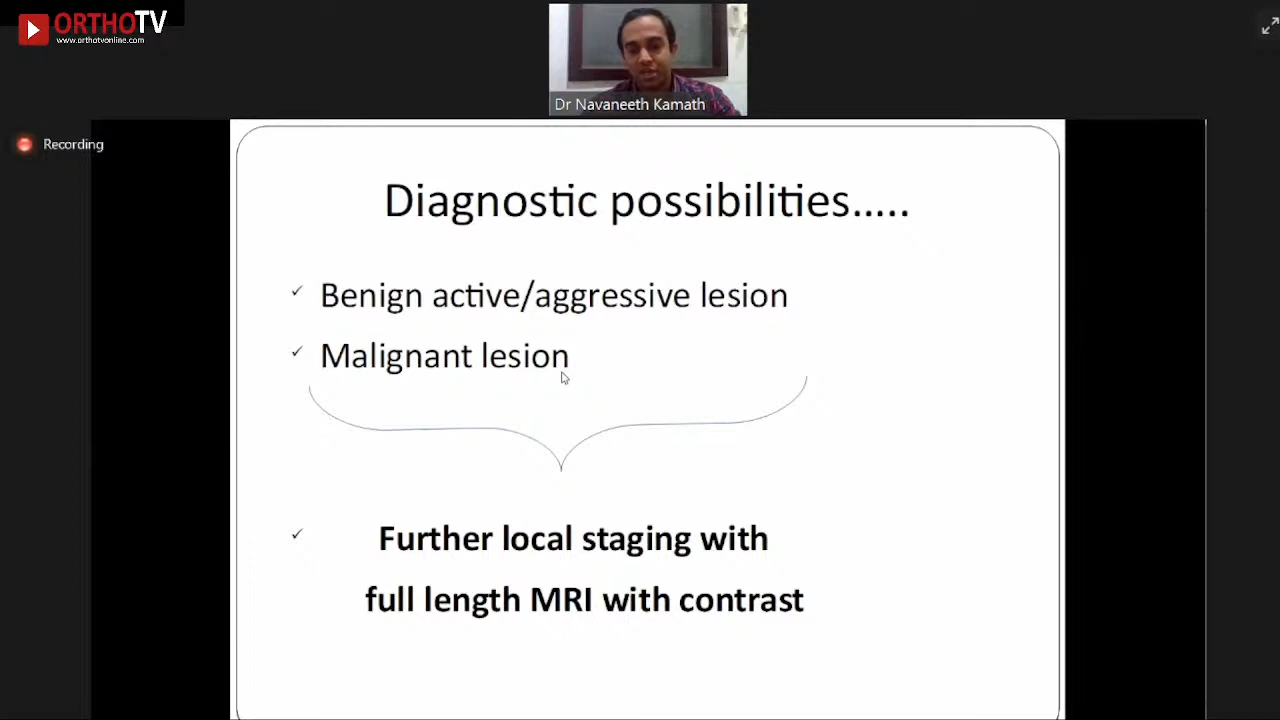 ORTHOTV
www.orthotvonline.com
Dr Navaneeth Kamath
Recording
Diagnostic possibilities.....
Benign active/aggressive lesion
Malignant lesion
Further local staging with
full length MRI with contrast